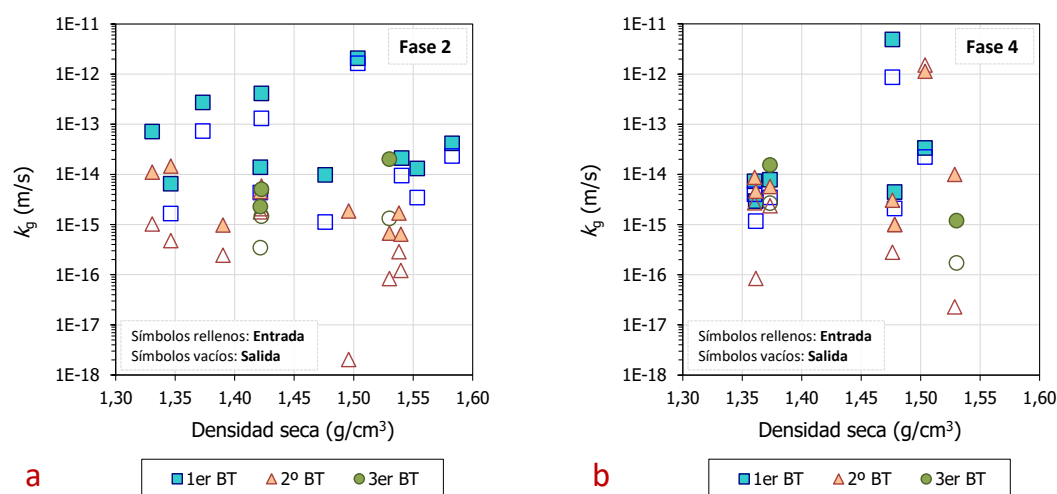 1E-11
1E-12
1E-13
1E-14
1E-15
1E-16
1E-17
1E-18
kg (m/s)
Fase 2
Símbolos rellenos: Entrada
Símbolos vacíos: Salida
1,30 1,35 1,40 1,45 1,50 1,55 1,60
Densidad seca (g/cm³)
a
1er BT 2º BT 3er BT
1E-11
1E-12
1E-13
1E-14
1E-15
1E-16
1E-17
1E-18
kg (m/s)
Fase 4
Símbolos rellenos: Entrada
Símbolos vacíos: Salida
1,30 1,35 1,40 1,45 1,50 1,55 1,60
Densidad seca (g/cm³)
b
1er BT 2º BT 3er BT